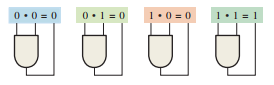 0 • 0 = 0
0 • 1 = 0
1 • 0 = 0
1 • 1 = 1